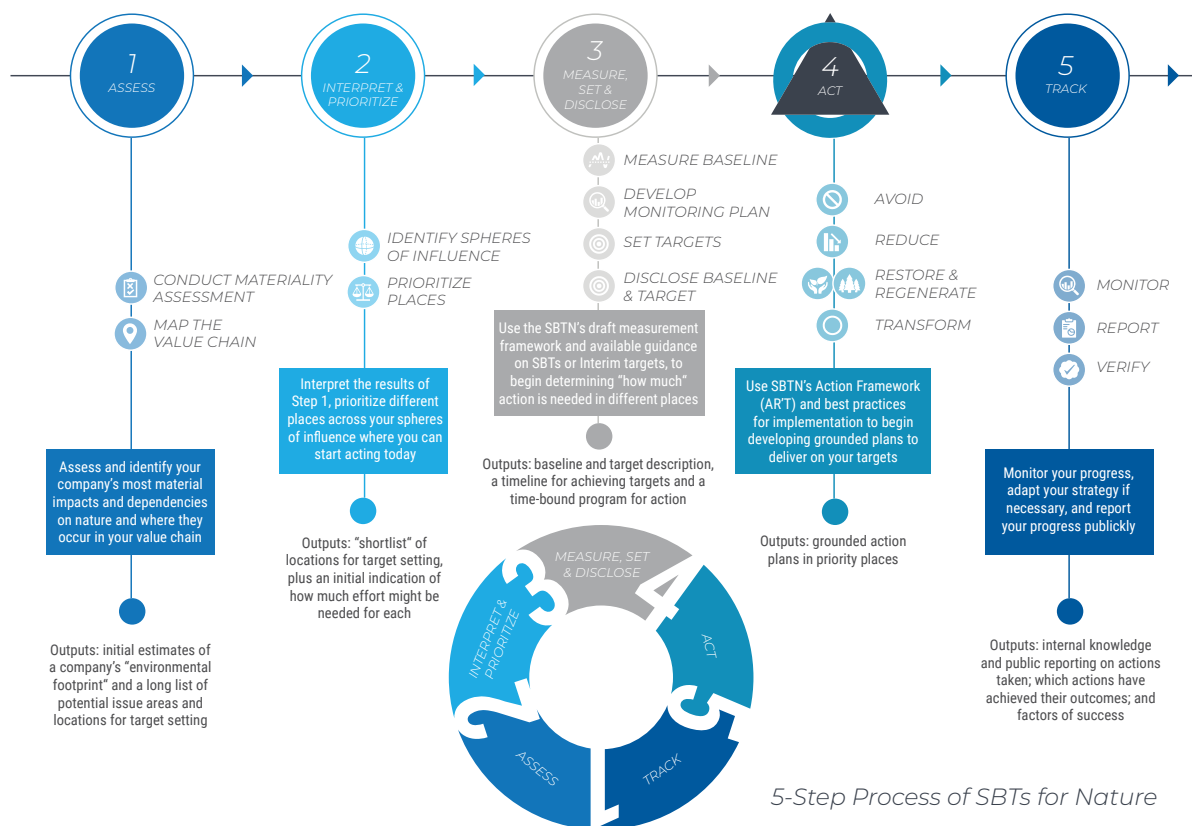 1
ASSESS
CONDUCT MATERIALITY
ASSESSMENT
MAP THE
VALUE CHAIN
Assess and identify your
company's most material
impacts and dependencies
on nature and where they
occur in your value chain
Outputs: initial estimates of
a company's “environmental
footprint“ and a long list of
potential issue areas and
locations for target setting
2
INTERPRET &
PRIORITIZE
IDENTIFY SPHERES
OF INFLUENCE
PRIORITIZE
PLACES
Interpret the results of
Step 1, prioritize different
places across your spheres
of influence where you can
start acting today
Outputs: “shortlist“ of
locations for target setting,
plus an initial indication of
how much effort might be
needed for each
3
MEASURE,
SET &
DISCLOSE
MEASURE BASELINE
DEVELOP
MONITORING PLAN
SET TARGETS
DISCLOSE BASELINE
& TARGET
Use the SBTN's draft measurement
framework and available guidance
on SBTs or Interim targets, to
begin determining “how much“
action is needed in different places
Outputs: baseline and target description,
a timeline for achieving targets and a
time-bound program for action
4
ACT
AVOID
REDUCE
RESTORE &
REGENERATE
TRANSFORM
Use SBTN's Action Framework
(AR'T) and best practices
for implementation to begin
developing grounded plans to
deliver on your targets
Outputs: grounded action
plans in priority places
5
TRACK
MONITOR
REPORT
VERIFY
Monitor your progress,
adapt your strategy if
necessary, and report
your progress publicly
Outputs: internal knowledge
and public reporting on actions
taken; which actions have
achieved their outcomes; and
factors of success
1
ASSESS
2
INTERPRET &
PRIORITIZE
3
MEASURE, SET
& DISCLOSE
4
ACT
5
TRACK
5-Step Process of SBTs for Nature